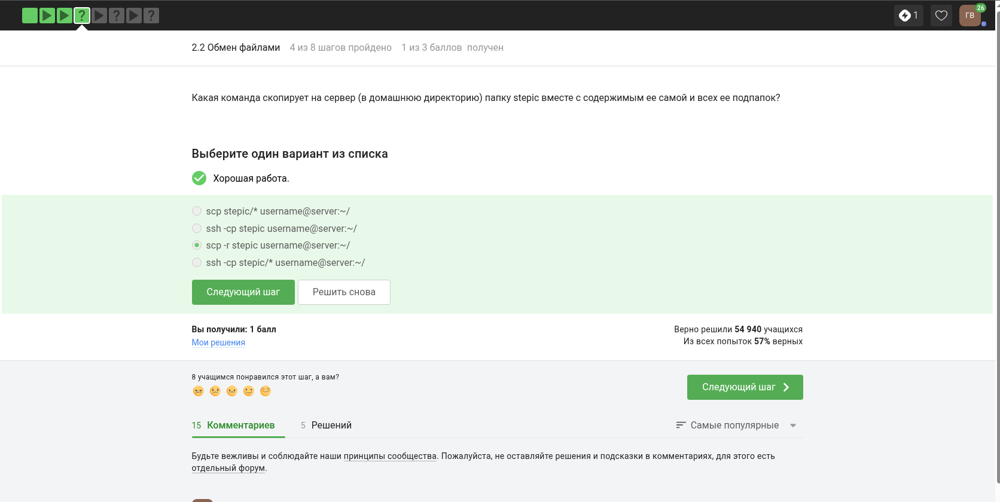 ? ? ?
1
ГВ
26
2.2 Обмен файлами 4 из 8 шагов пройдено 1 из 3 баллов получен
Какая команда скопирует на сервер (в домашнюю директорию) папку stepic вместе с содержимым ее самой и всех ее подпапок?
Выберите один вариант из списка
Хорошая работа.
scp stepic/* username@server:~/
ssh -cp stepic username@server:~/
scp -r stepic username@server:~/
ssh -cp stepic/* username@server:~/
Следующий шаг Решить снова
Вы получили: 1 балл
Мои решения
Верно решили 54 940 учащихся
Из всех попыток 57% верных
8 учащимся понравился этот шаг, а вам?
Следующий шаг
15 Комментариев 5 Решений Самые популярные
Будьте вежливы и соблюдайте наши принципы сообщества. Пожалуйста, не оставляйте решения и подсказки в комментариях, для этого есть
отдельный форум.